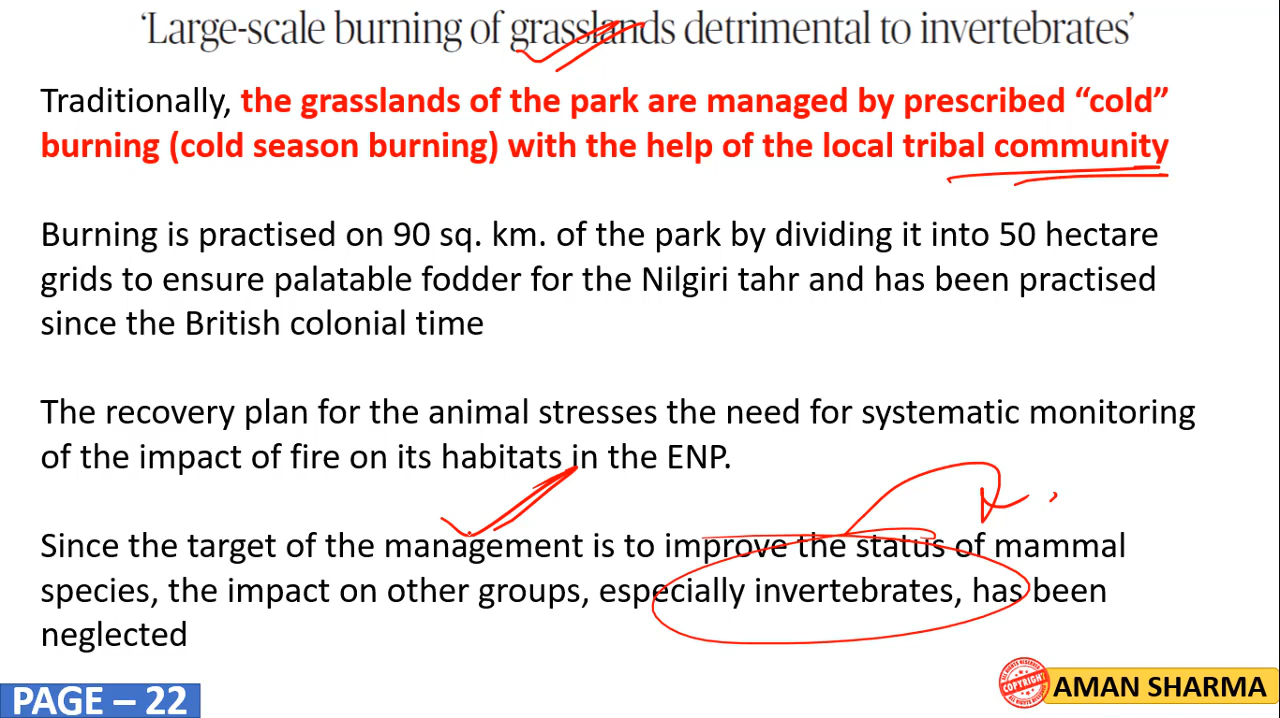 ‘Large-scale burning of grasslands detrimental to invertebrates’
Traditionally, the grasslands of the park are managed by prescribed “cold”
burning (cold season burning) with the help of the local tribal community
Burning is practised on 90 sq. km. of the park by dividing it into 50 hectare
grids to ensure palatable fodder for the Nilgiri tahr and has been practised
since the British colonial time
The recovery plan for the animal stresses the need for systematic monitoring
of the impact of fire on its habitats in the ENP.
Since the target of the management is to improve the status of mammal
species, the impact on other groups, especially invertebrates, has been
neglected
PAGE – 22
COPYRIGHT
AMAN SHARMA